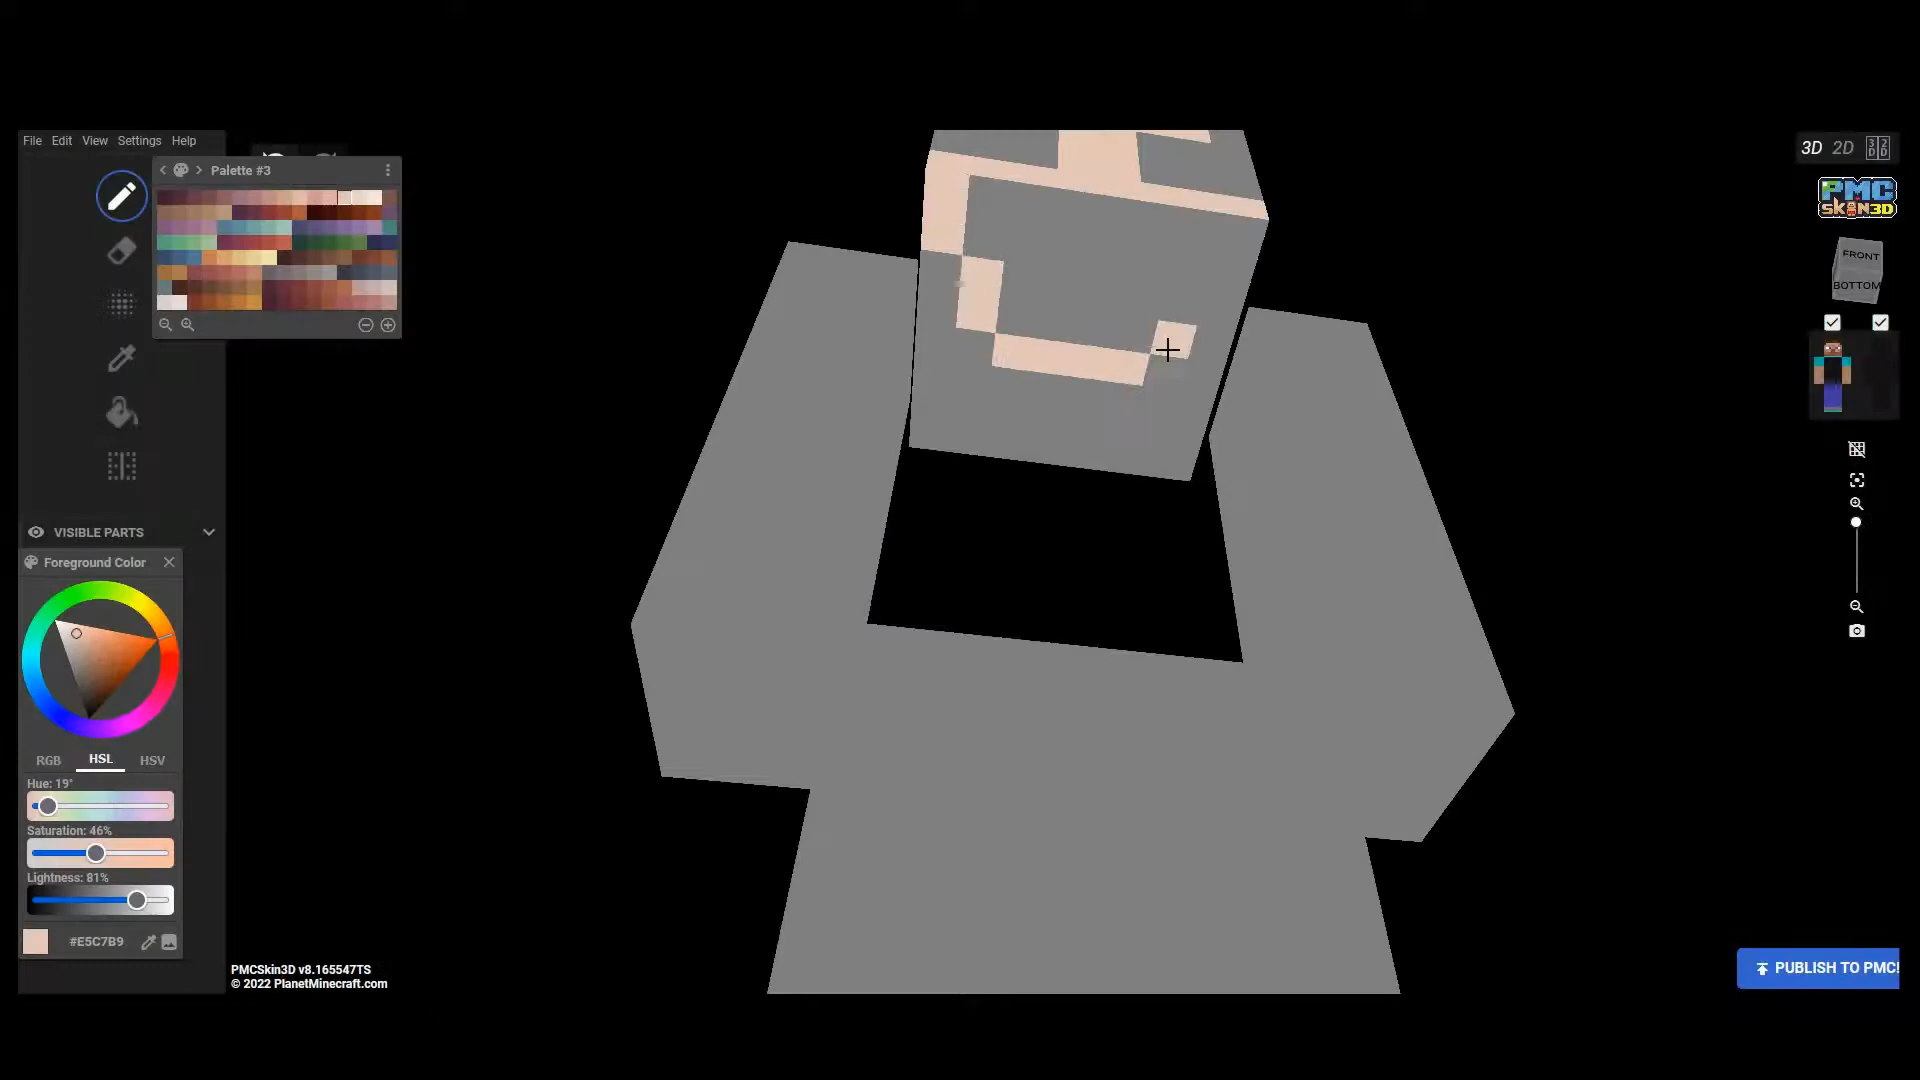 File Edit View Settings Help
Palette #3
3D 2D
PMC
SKIN3D
FRONT
BOTTOM
VISIBLE PARTS
Foreground Color
RGB HSL HSV
Hue: 19°
Saturation: 46%
Lightness: 81%
#E5C7B9
PMCSkin3D v8.165547TS
© 2022 PlanetMinecraft.com
PUBLISH TO PMC!